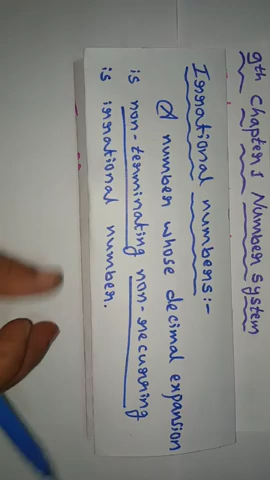 9th Chapter 1 Number system
Irrational numbers:-
A number whose decimal expansion
is non-terminating non-recurring
is irrational number.